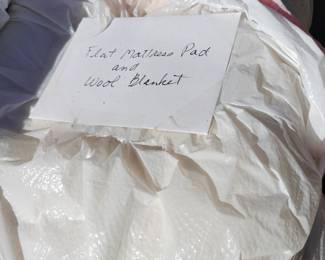 Flat Mattress Pad
and
Wool Blanket